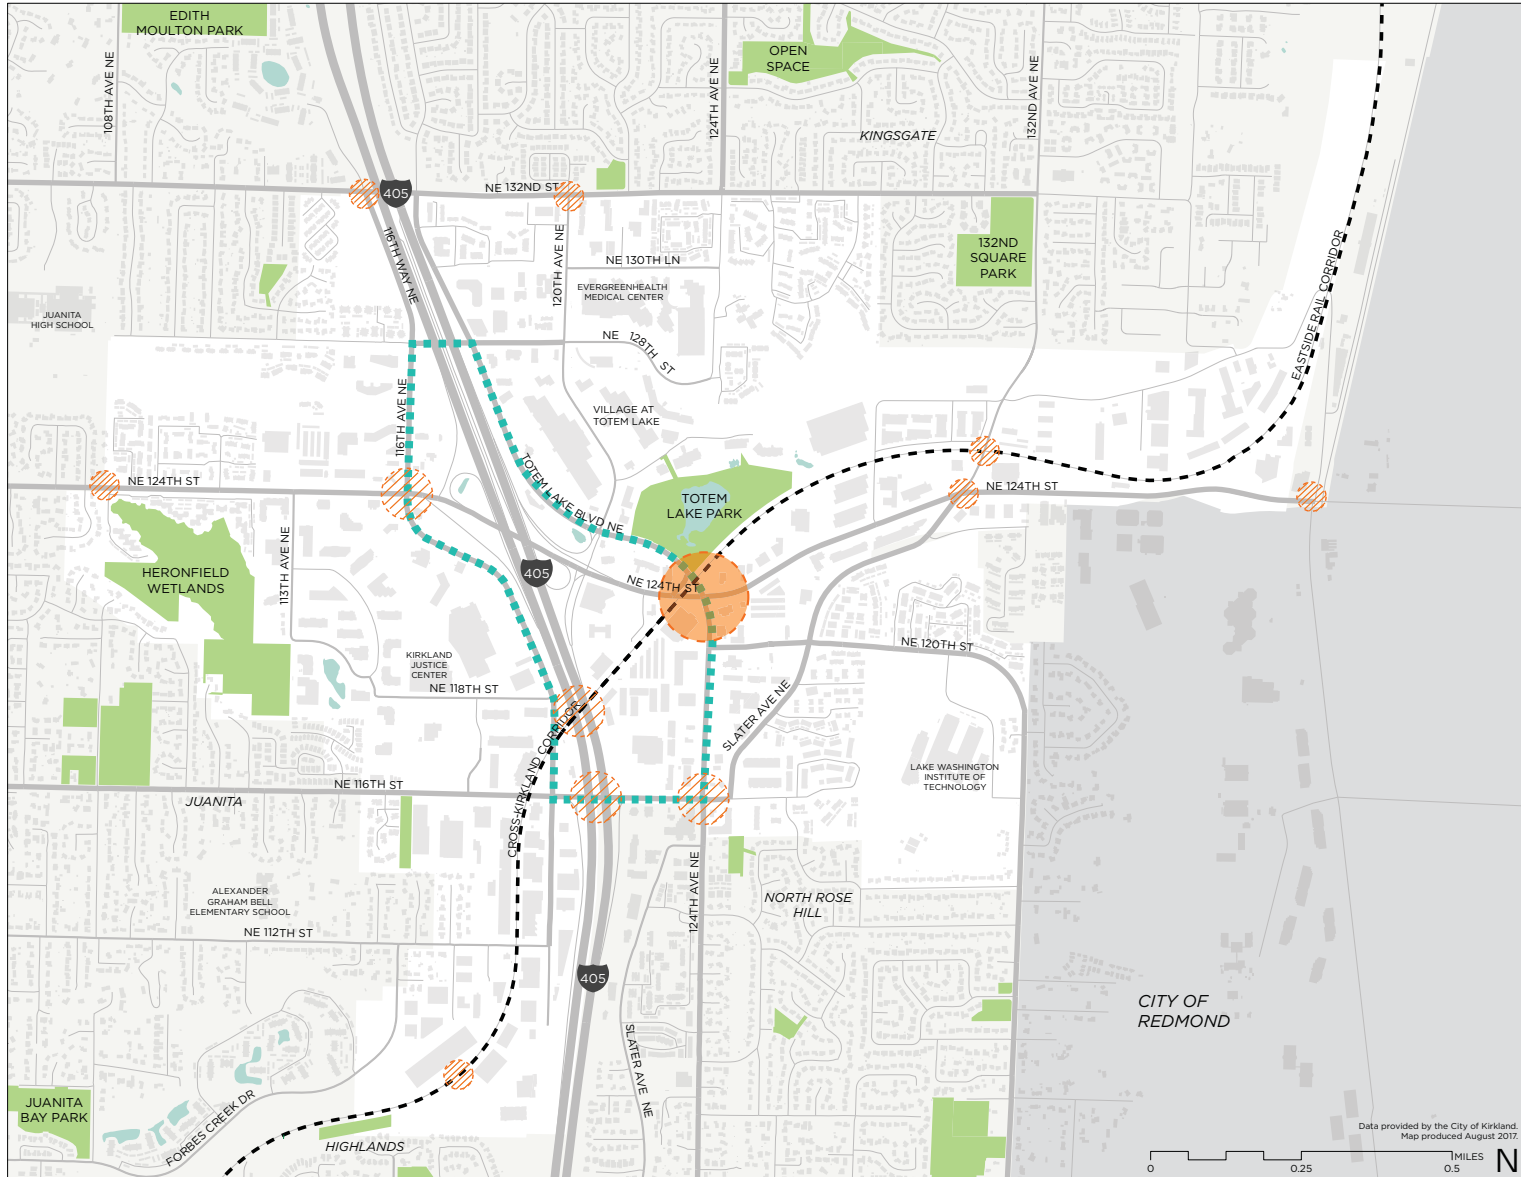 EDITH
MOULTON PARK
OPEN
SPACE
108TH AVE NE
124TH AVE NE
132ND AVE NE
KINGSGATE
405
NE 132ND ST
116TH WAY NE
120TH AVE NE
NE 130TH LN
EVERGREENHEALTH
MEDICAL CENTER
132ND
SQUARE
PARK
EASTSIDE RAIL CORRIDOR
JUANITA
HIGH SCHOOL
NE 128TH ST
116TH AVE NE
VILLAGE AT
TOTEM LAKE
TOTEM LAKE BLVD NE
NE 124TH ST
TOTEM
LAKE PARK
NE 124TH ST
113TH AVE NE
HERONFIELD
WETLANDS
405
NE 124TH ST
KIRKLAND
JUSTICE
CENTER
NE 118TH ST
NE 120TH ST
SLATER AVE NE
CROSS-KIRKLAND CORRIDOR
LAKE WASHINGTON
INSTITUTE OF
TECHNOLOGY
NE 116TH ST
JUANITA
ALEXANDER
GRAHAM BELL
ELEMENTARY SCHOOL
124TH AVE NE
NORTH ROSE
HILL
NE 112TH ST
405
CITY OF
REDMOND
SLATER AVE NE
JUANITA
BAY PARK
FORBES CREEK DR
HIGHLANDS
Data provided by the City of Kirkland.
Map produced August 2017.
MILES
N
0
0.25
0.5